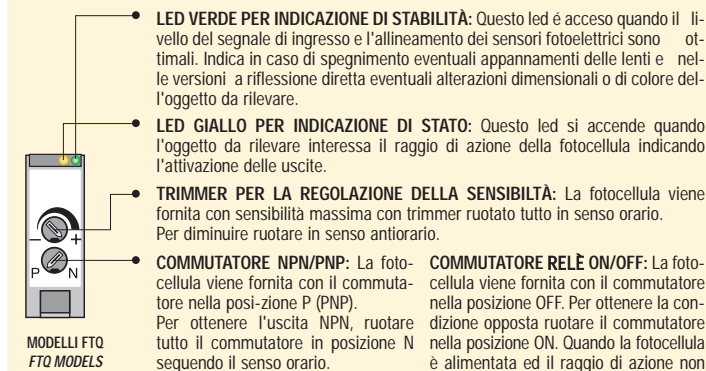 LED VERDE PER INDICAZIONE DI STABILITÀ: Questo led é acceso quando il li-
vello del segnale di ingresso e l'allineamento dei sensori fotoelettrici sono ot-
timali. Indica in caso di spegnimento eventuali appannamenti delle lenti e nel-
le versioni a riflessione diretta eventuali alterazioni dimensionali o di colore del-
l'oggetto da rilevare.
LED GIALLO PER INDICAZIONE DI STATO: Questo led si accende quando
l'oggetto da rilevare interessa il raggio di azione della fotocellula indicando
l'attivazione delle uscite.
TRIMMER PER LA REGOLAZIONE DELLA SENSIBILTÀ: La fotocellula viene
fornita con sensibilità massima con trimmer ruotato tutto in senso orario.
Per diminuire ruotare in senso antiorario.
− +
P N
MODELLI FTQ
FTQ MODELS
COMMUTATORE NPN/PNP: La foto-
cellula viene fornita con il commuta-
tore nella posi-zione P (PNP).
Per ottenere l'uscita NPN, ruotare
tutto il commutatore in posizione N
seguendo il senso orario.
COMMUTATORE RELÈ ON/OFF: La foto-
cellula viene fornita con il commutatore
nella posizione OFF. Per ottenere la con-
dizione opposta ruotare il commutatore
nella posizione ON. Quando la fotocellula
è alimentata ed il raggio di azione non